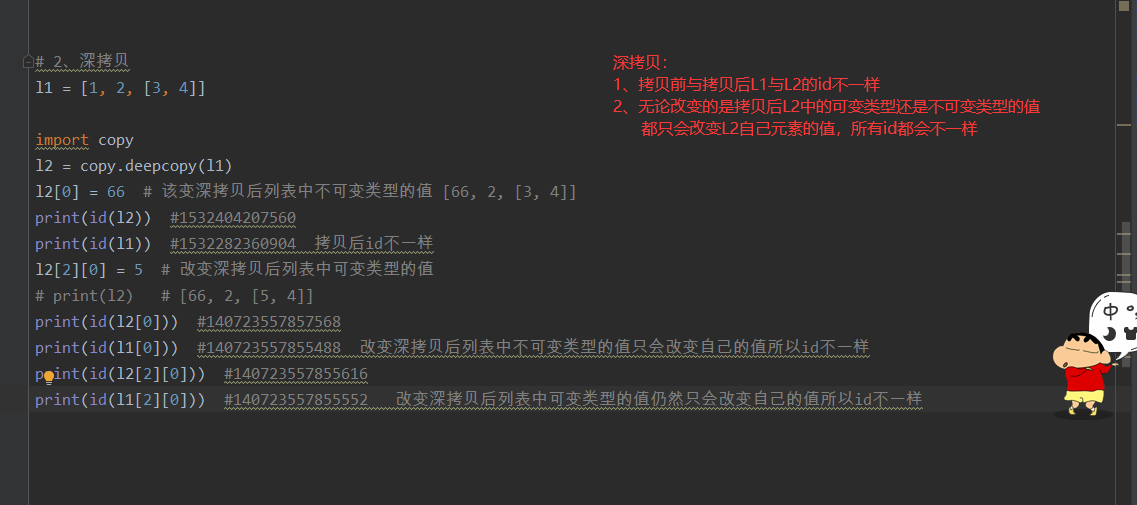 # 2、深拷贝
l1 = [1, 2, [3, 4]]
import copy
l2 = copy.deepcopy(l1)
l2[0] = 66  # 该变深拷贝后列表中不可变类型的值 [66, 2, [3, 4]]
print(id(l2))  #1532404207560
print(id(l1))  #1532282360904  拷贝后id不一样
l2[2][0] = 5  # 改变深拷贝后列表中可变类型的值
# print(l2)   # [66, 2, [5, 4]]
print(id(l2[0]))  #140723557857568
print(id(l1[0]))  #140723557855488  改变深拷贝后列表中不可变类型的值只会改变自己的值所以id不一样
print(id(l2[2][0]))  #140723557855616
print(id(l1[2][0]))  #140723557855552   改变深拷贝后列表中可变类型的值仍然只会改变自己的值所以id不一样
深拷贝：
1、拷贝前与拷贝后L1与L2的id不一样
2、无论改变的是拷贝后L2中的可变类型还是不可变类型的值
都只会改变L2自己元素的值，所有id都会不一样
中